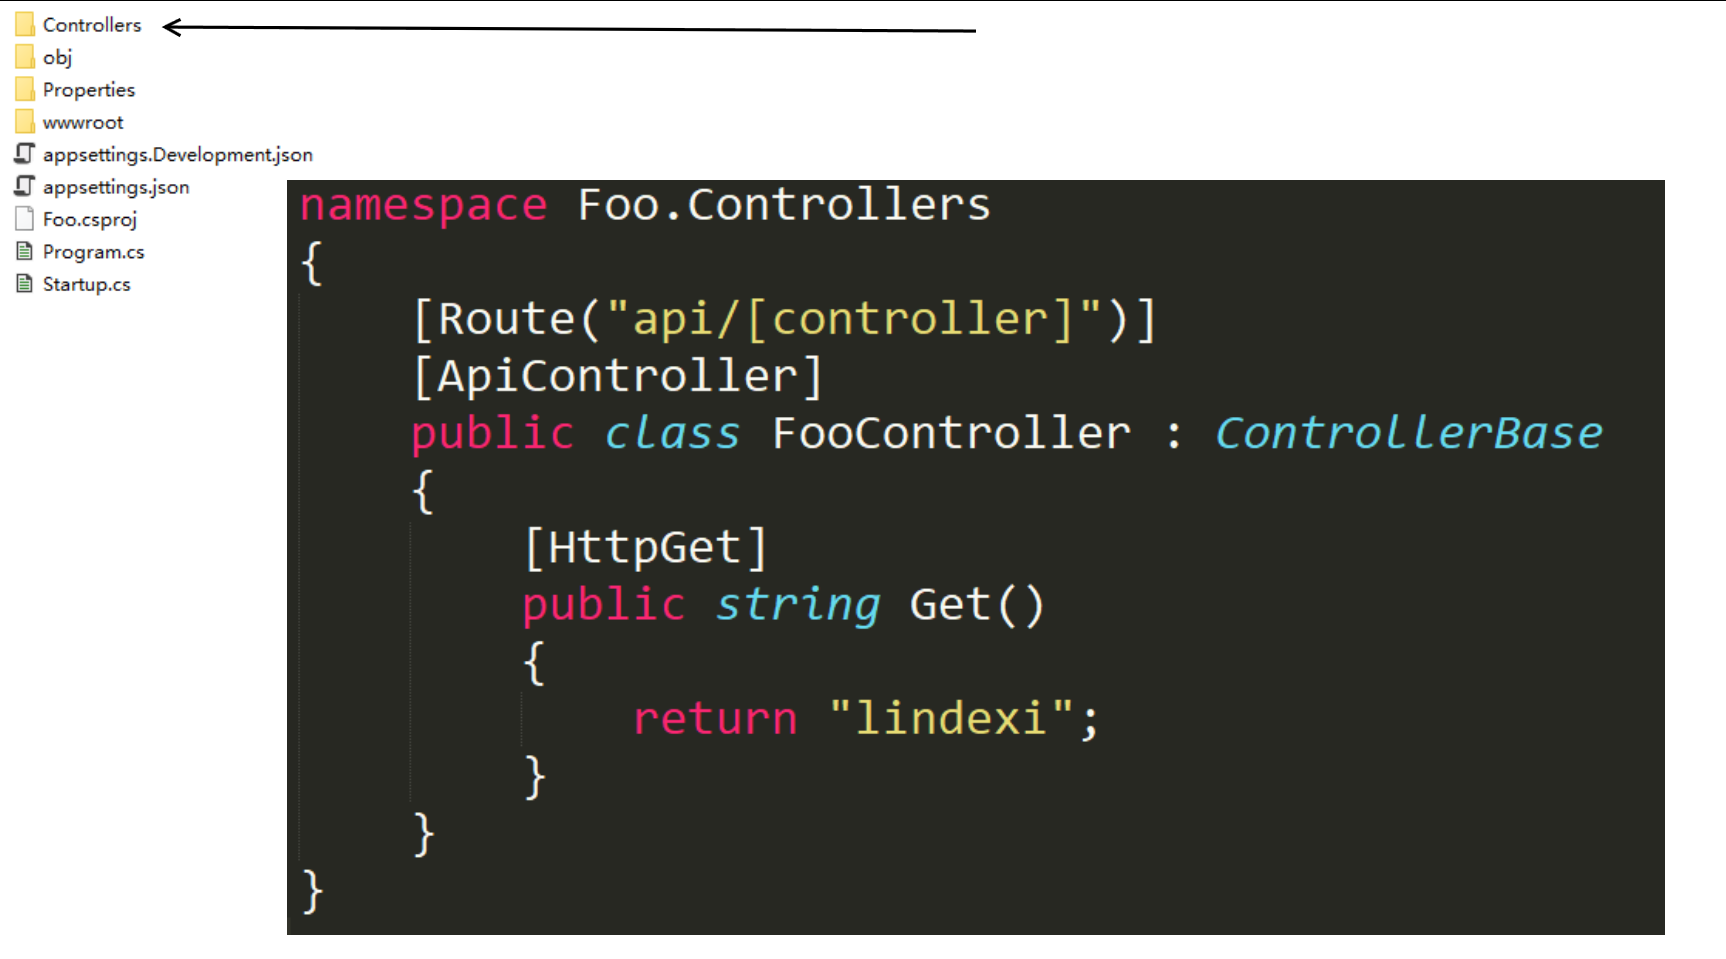 Controllers
obj
Properties
wwwroot
appsettings.Development.json
appsettings.json
Foo.csproj
Program.cs
Startup.cs
namespace Foo.Controllers
{
    [Route("api/[controller]")]
    [ApiController]
    public class FooController : ControllerBase
    {
        [HttpGet]
        public string Get()
        {
            return "lindexi";
        }
    }
}